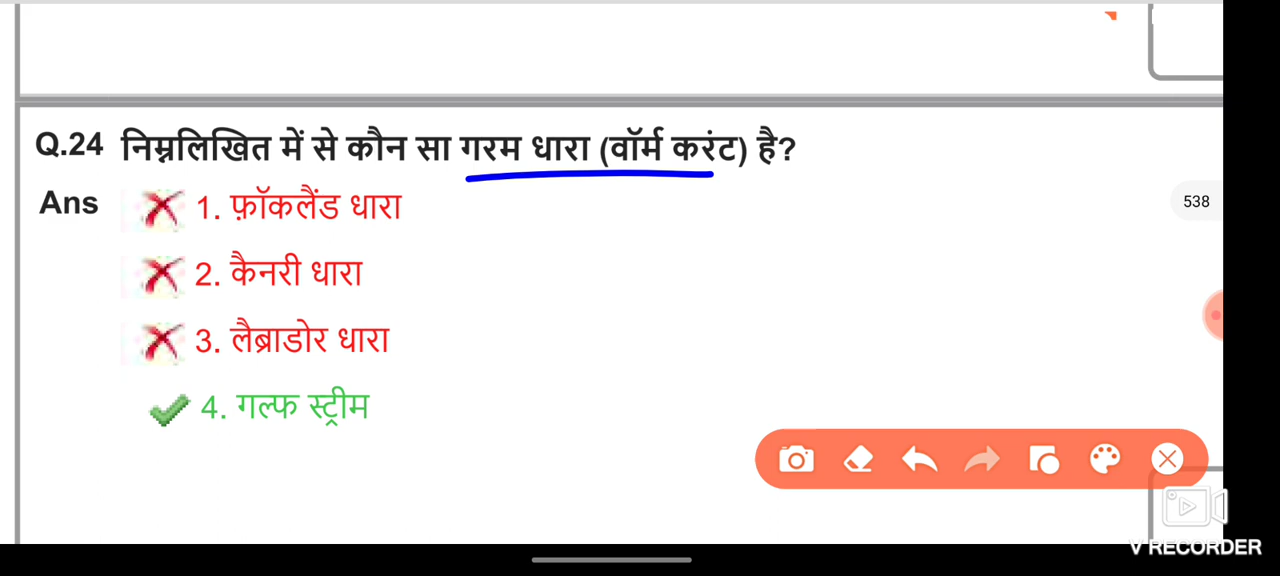 Q.24 निम्नलिखित में से कौन सा गरम धारा (वॉर्म करंट) है?
Ans 1. फ़ॉकलैंड धारा
538
2. कैनरी धारा
3. लैब्राडोर धारा
4. गल्फ स्ट्रीम
V RECORDER